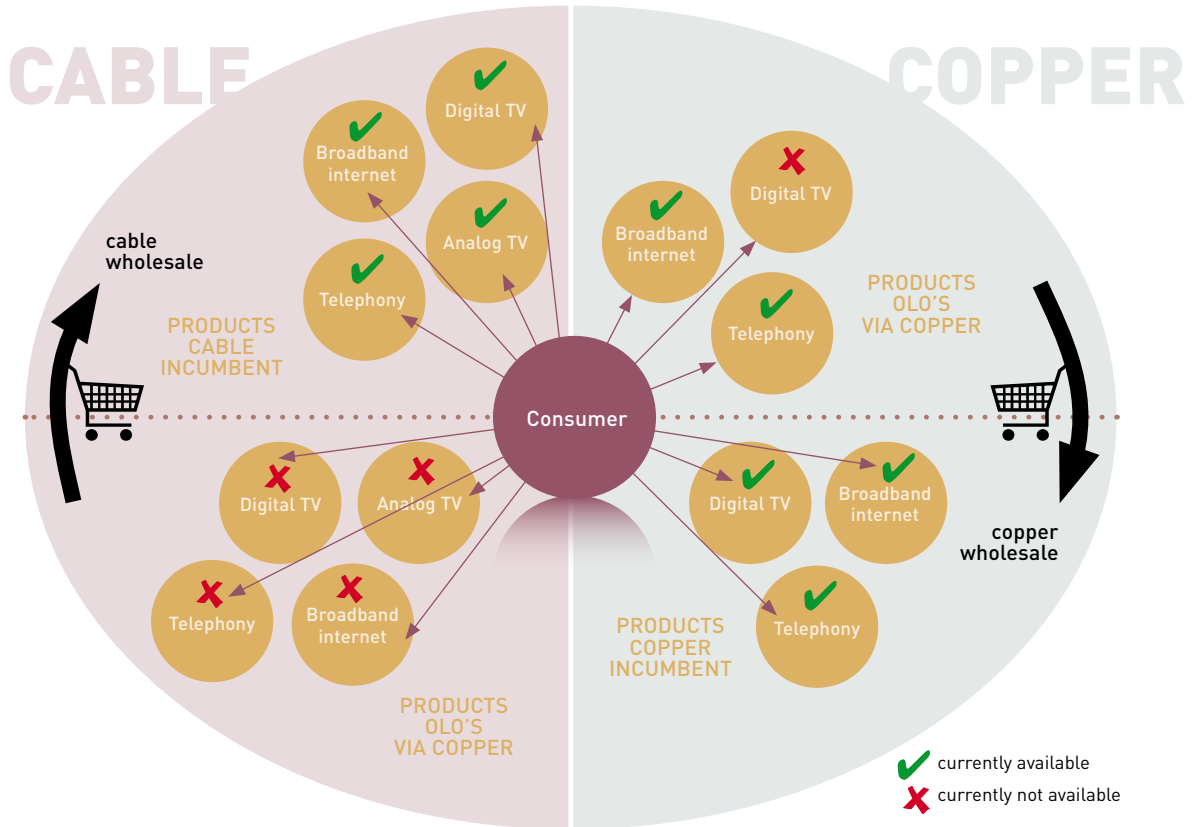 CABLE
COPPER
Digital TV
Broadband
internet
Analog TV
Telephony
cable
wholesale
PRODUCTS
CABLE
INCUMBENT
Digital TV
Broadband
internet
Telephony
PRODUCTS
OLO'S
VIA COPPER
Consumer
Digital TV
Analog TV
Telephony
Broadband
internet
PRODUCTS
OLO'S
VIA COPPER
Digital TV
Broadband
internet
Telephony
copper
wholesale
PRODUCTS
COPPER
INCUMBENT
currently available
currently not available